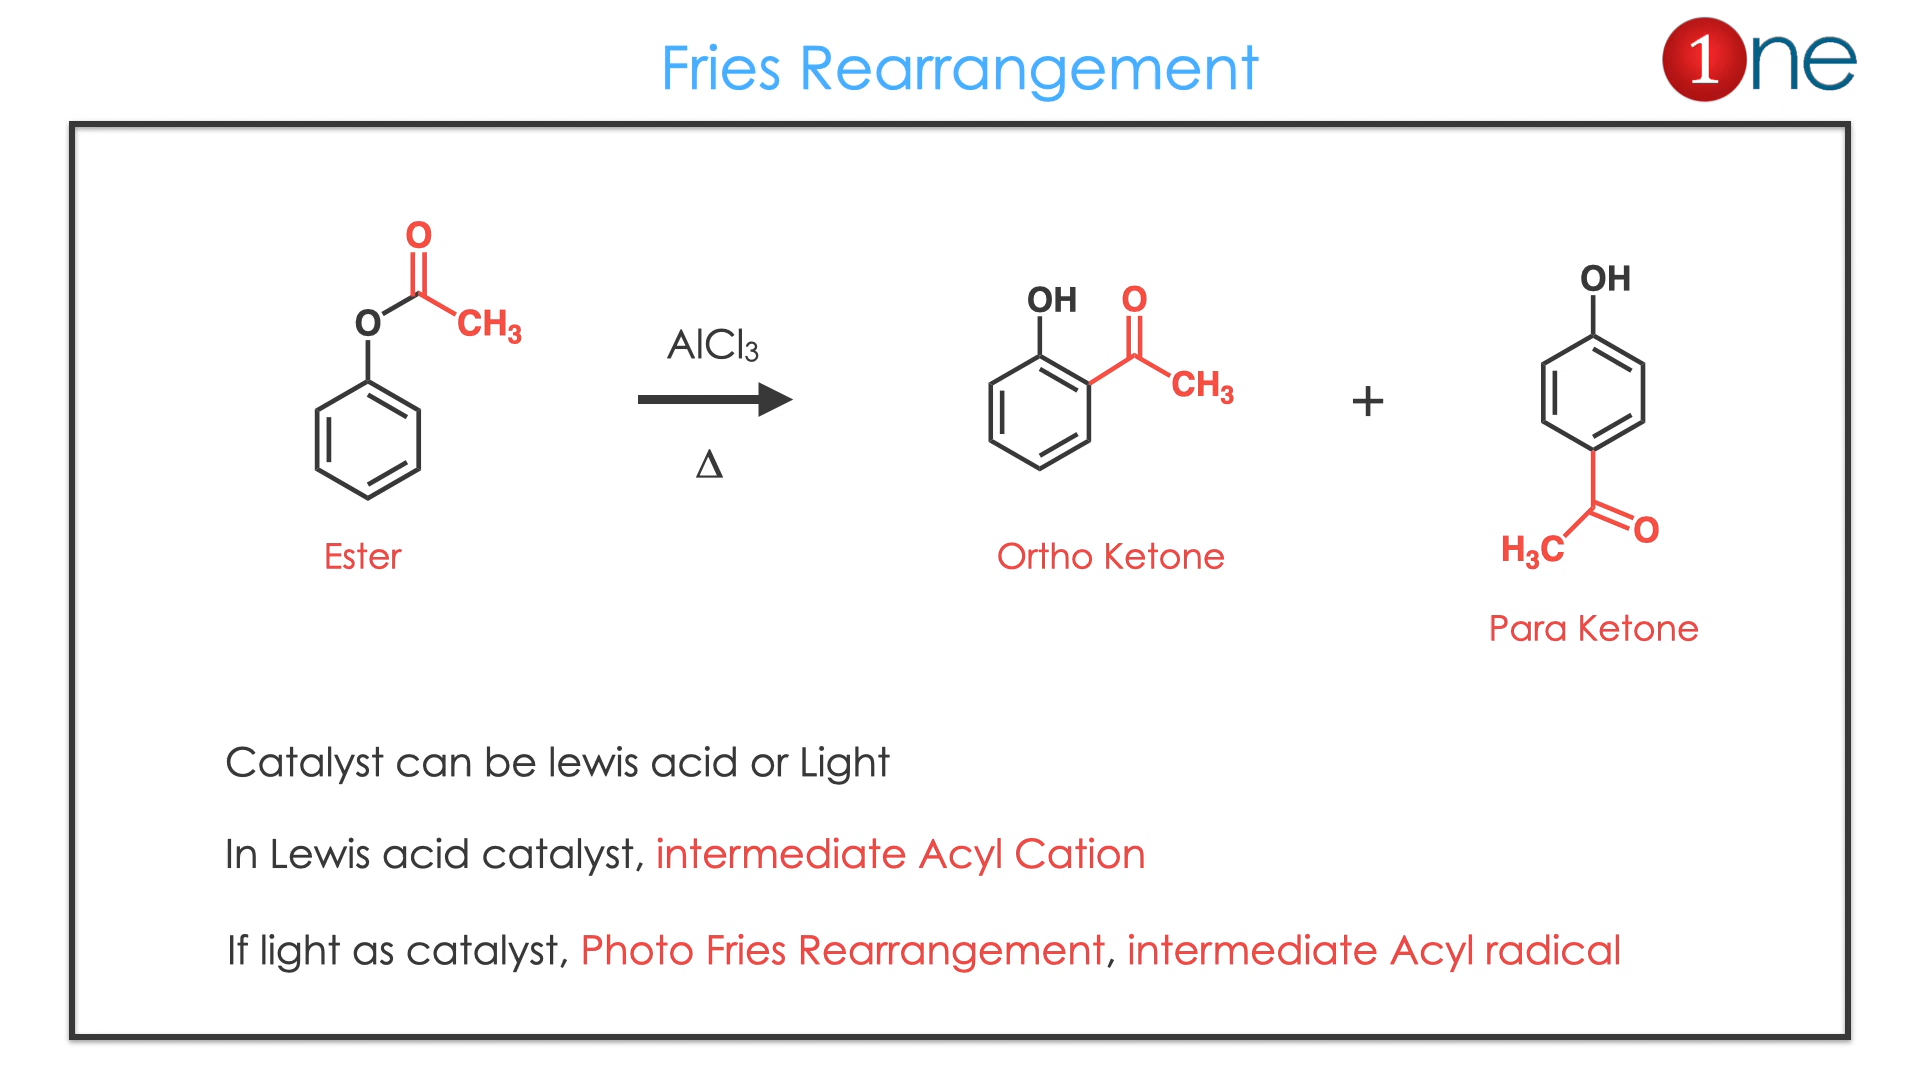 Fries Rearrangement
1ne
O
O
CH₃
AlCl₃
Δ
Ester
OH
O
CH₃
Ortho Ketone
+
OH
H₃C
O
Para Ketone
Catalyst can be lewis acid or Light
In Lewis acid catalyst, intermediate Acyl Cation
If light as catalyst, Photo Fries Rearrangement, intermediate Acyl radical